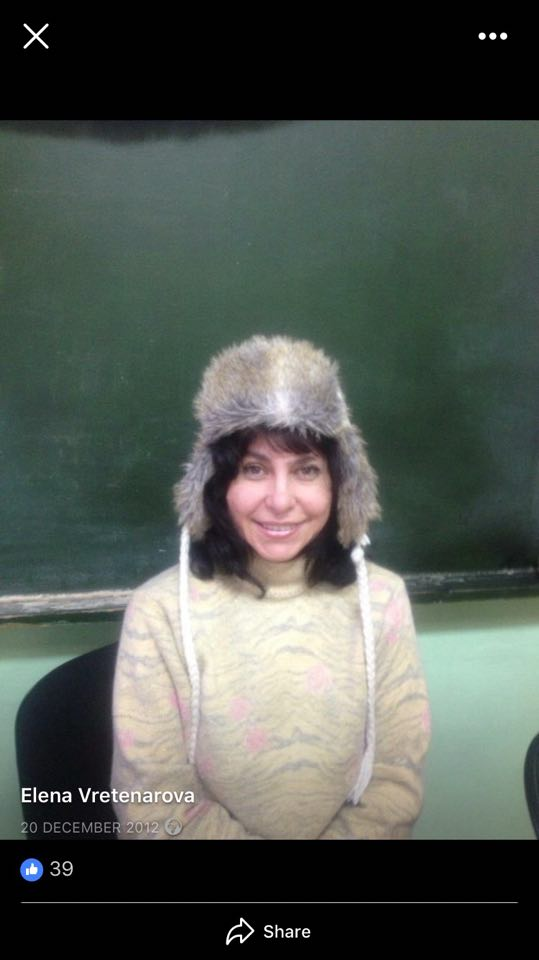 Elena Vretenarova
20 DECEMBER 2012
39
Share